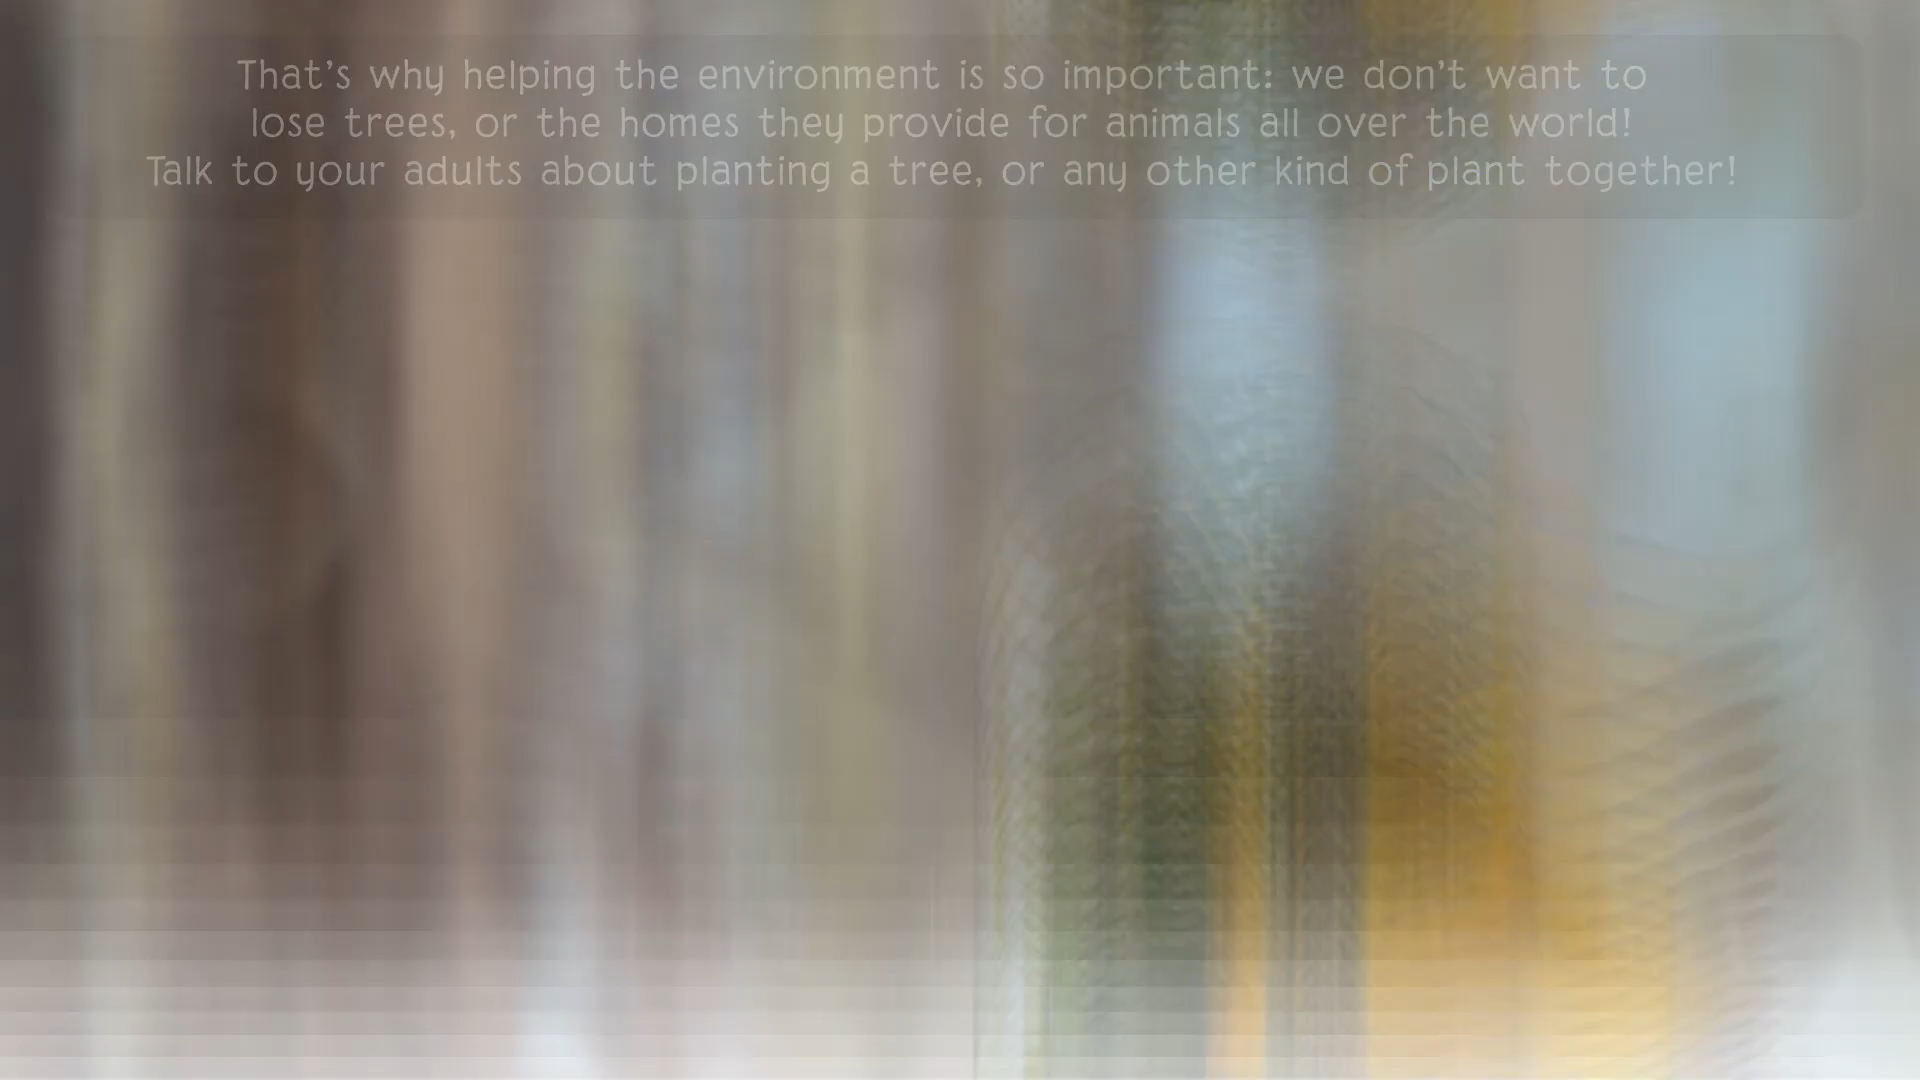 That's why helping the environment is so important: we don't want to
lose trees, or the homes they provide for animals all over the world!
Talk to your adults about planting a tree, or any other kind of plant together!